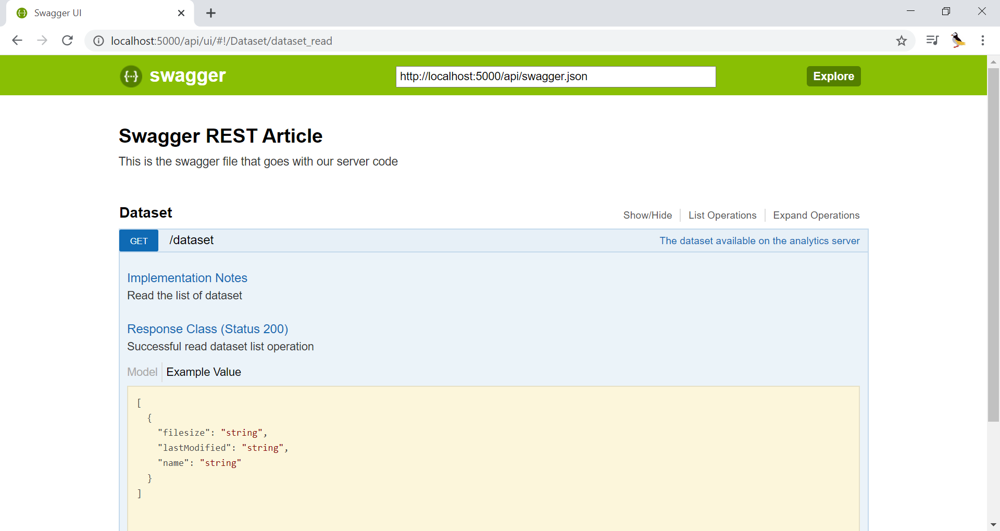 Swagger UI
localhost:5000/api/ui/#!/Dataset/dataset_read
{··} swagger
http://localhost:5000/api/swagger.json
Explore
Swagger REST Article
This is the swagger file that goes with our server code
Dataset
Show/Hide
List Operations
Expand Operations
GET
/dataset
The dataset available on the analytics server
Implementation Notes
Read the list of dataset
Response Class (Status 200)
Successful read dataset list operation
Model
Example Value
[
{
"filesize": "string",
"lastModified": "string",
"name": "string"
}
]